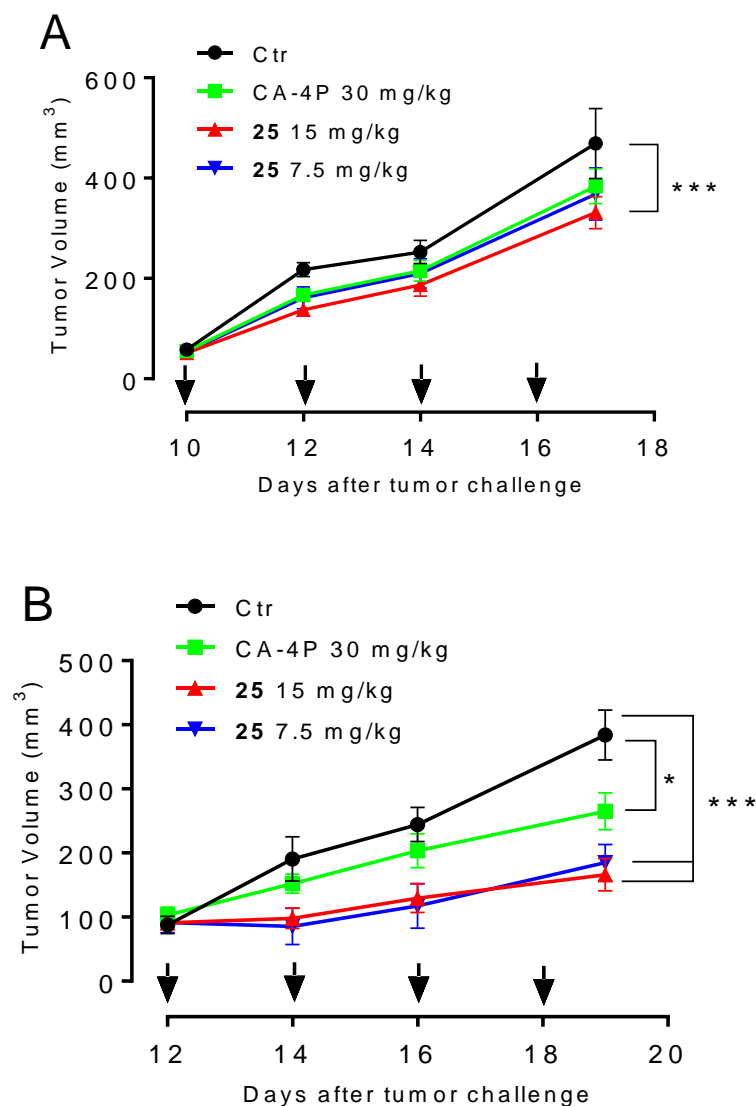 A
Ctr
CA-4P 30 mg/kg
25 15 mg/kg
25 7.5 mg/kg
600
400
200
0
Tumor Volume (mm3)
***
10 12 14 16 18
Days after tumor challenge
B
Ctr
CA-4P 30 mg/kg
25 15 mg/kg
25 7.5 mg/kg
500
400
300
200
100
0
Tumor Volume (mm3)
*
***
12 14 16 18 20
Days after tumor challenge